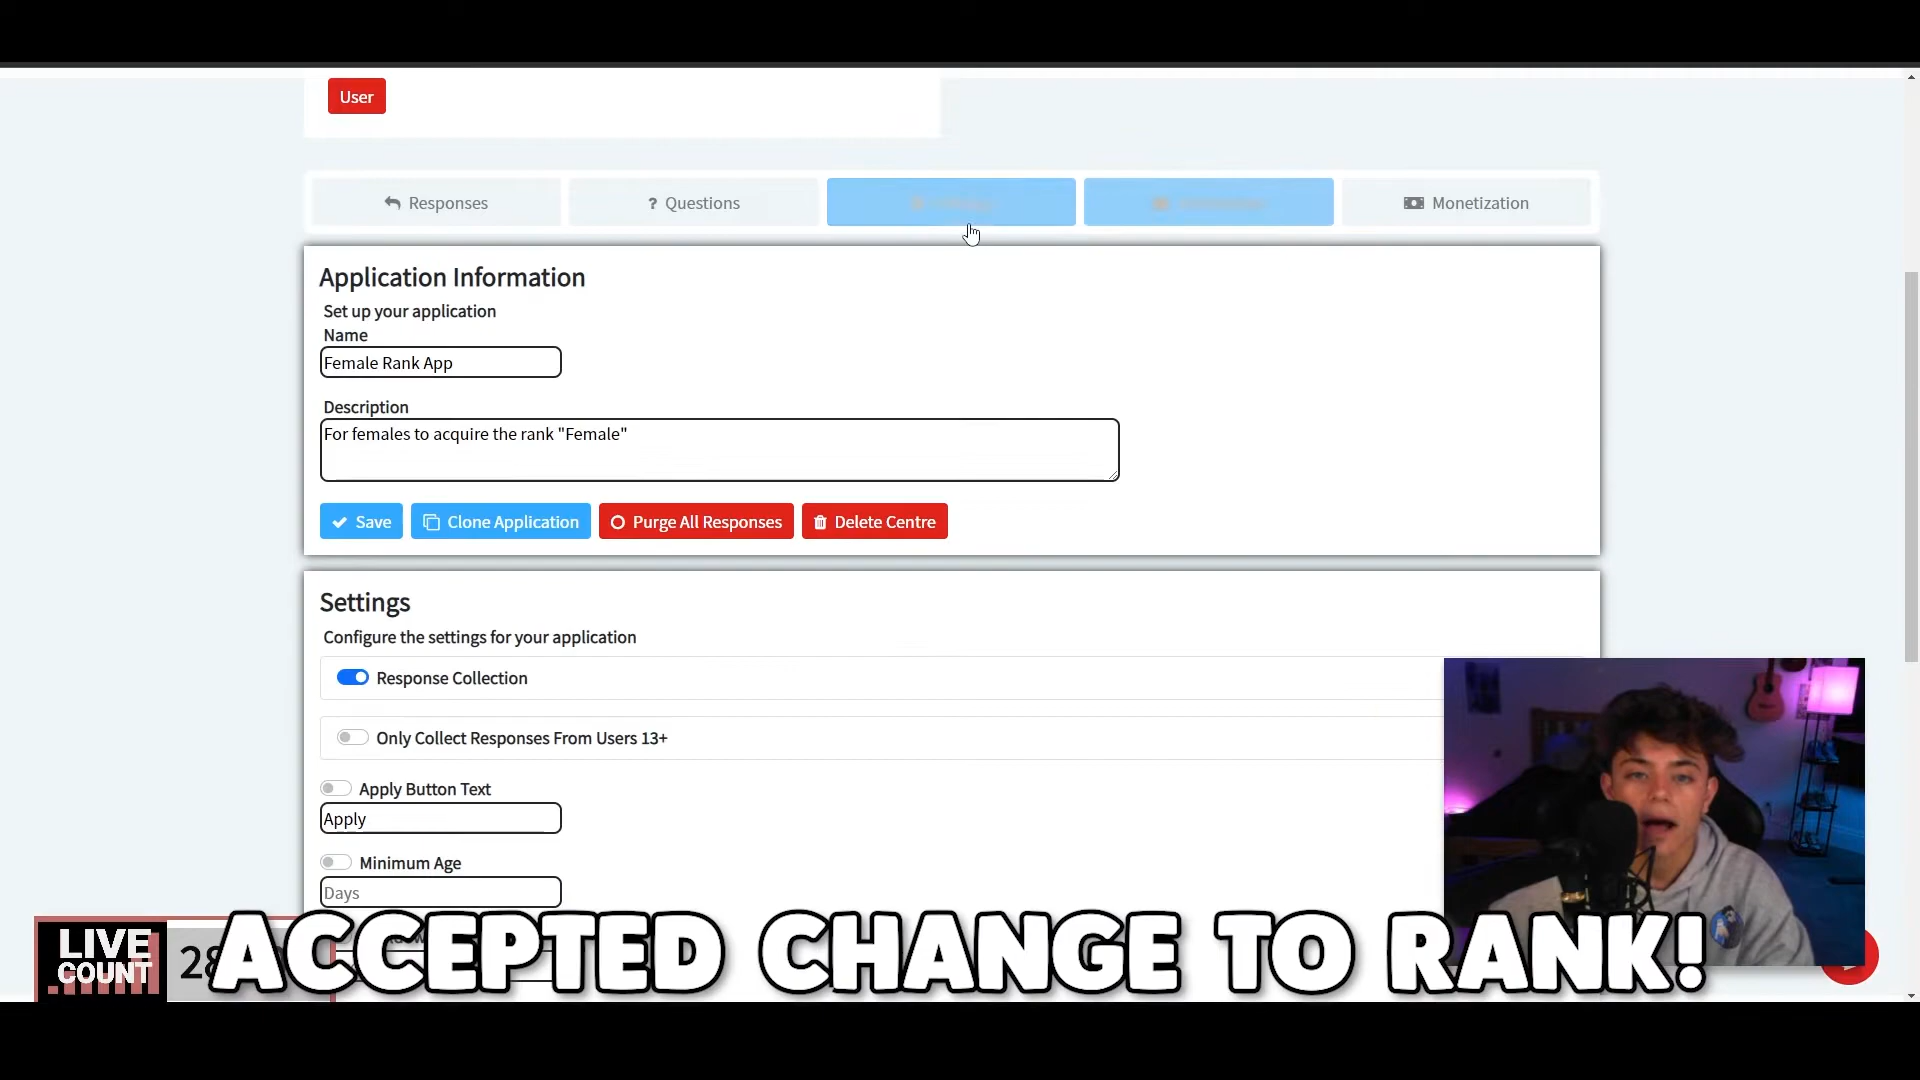 User
Responses
? Questions
Monetization
Application Information
Set up your application
Name
Female Rank App
Description
For females to acquire the rank "Female"
Save
Clone Application
Purge All Responses
Delete Centre
Settings
Configure the settings for your application
Response Collection
Only Collect Responses From Users 13+
Apply Button Text
Apply
Minimum Age
Days
LIVE
COUNT
ACCEPTED CHANGE TO RANK!